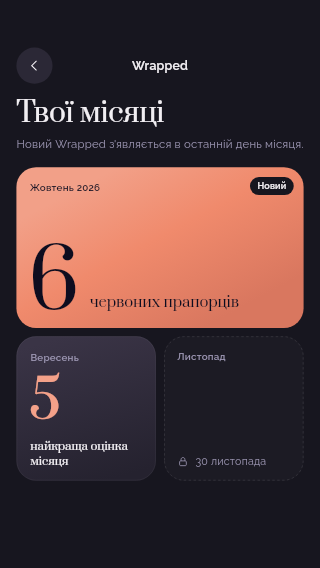 Wrapped
Твої місяці
Новий Wrapped зʼявляється в останній день місяця.
Жовтень 2026
Новий
6
червоних прапорців
Вересень
5
найкраща оцінка
місяця
Листопад
30 листопада